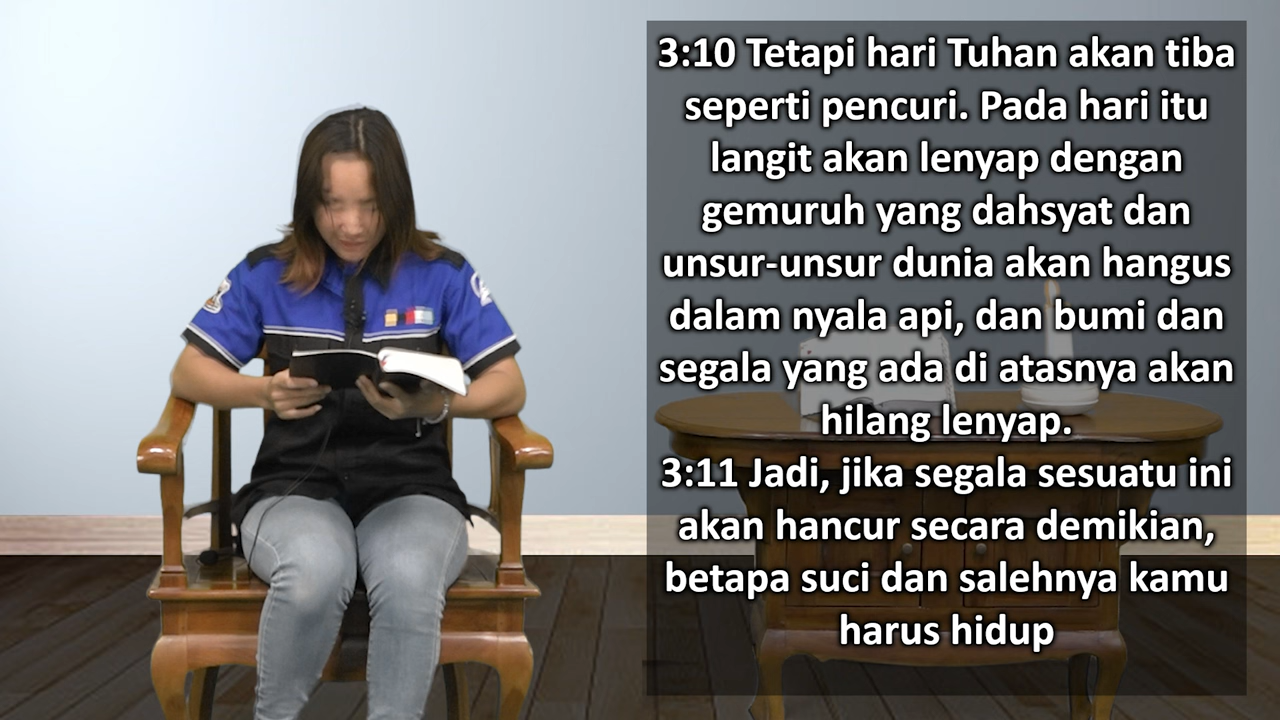 3:10 Tetapi hari Tuhan akan tiba
seperti pencuri. Pada hari itu
langit akan lenyap dengan
gemuruh yang dahsyat dan
unsur-unsur dunia akan hangus
dalam nyala api, dan bumi dan
segala yang ada di atasnya akan
hilang lenyap.
3:11 Jadi, jika segala sesuatu ini
akan hancur secara demikian,
betapa suci dan salehnya kamu
harus hidup